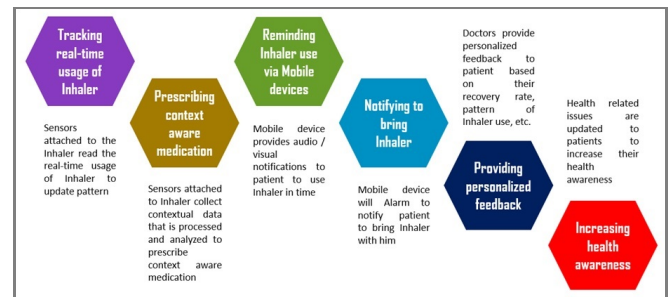 Tracking
real-time
usage of
Inhaler
Sensors
attached to the
Inhaler read the
real-time usage
of Inhaler to
update pattern
Prescribing
context
aware
medication
Sensors attached
to Inhaler collect
contextual data
that is processed
and analyzed to
prescribe
context aware
medication
Reminding
Inhaler use
via Mobile
devices
Mobile device
provides audio /
visual
notifications to
patient to use
Inhaler in time
Notifying to
bring
Inhaler
Mobile device
will Alarm to
notify patient
to bring Inhaler
with him
Doctors provide
personalized
feedback to
patient based
on their
recovery rate,
pattern of
Inhaler use, etc.
Providing
personalized
feedback
Health related
issues are
updated to
patients to
increase their
health
awareness
Increasing
health
awareness